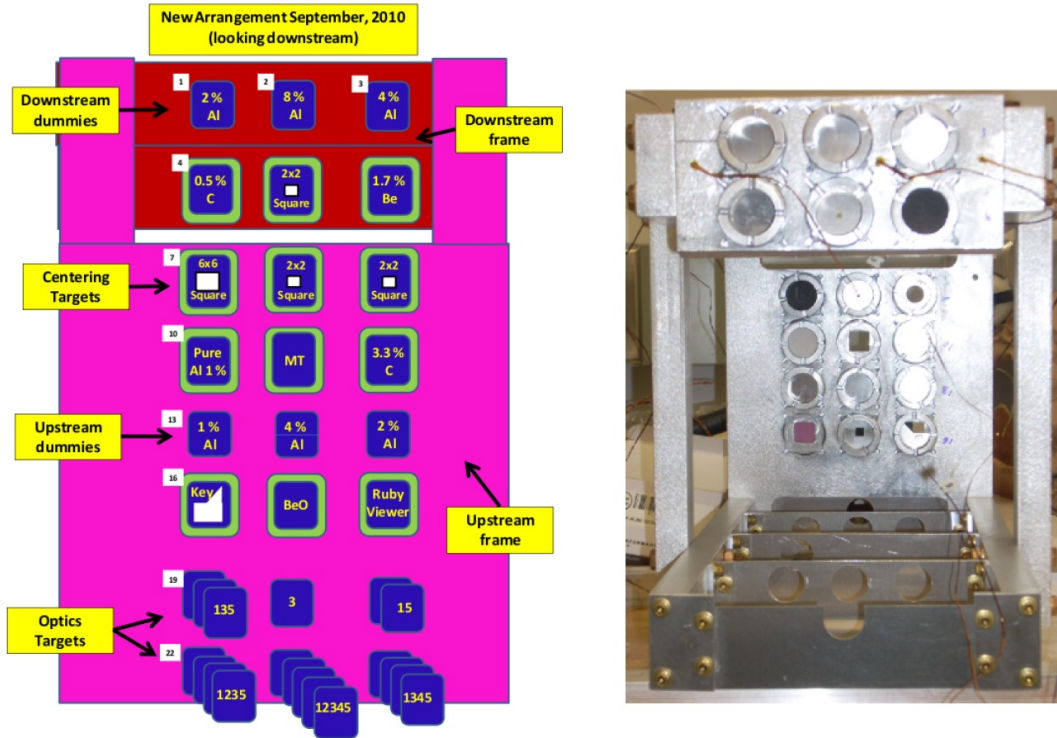 New Arrangement September, 2010
(looking downstream)
Downstream
dummies
1
2 %
Al
2
8 %
Al
3
4 %
Al
Downstream
frame
4
0.5 %
C
2x2
Square
1.7 %
Be
Centering
Targets
7
6x6
Square
2x2
Square
2x2
Square
10
Pure
Al 1 %
MT
3.3 %
C
Upstream
dummies
13
1 %
Al
4 %
Al
2 %
Al
16
Key
BeO
Ruby
Viewer
Upstream
frame
Optics
Targets
19
135
3
15
22
1235
12345
1345